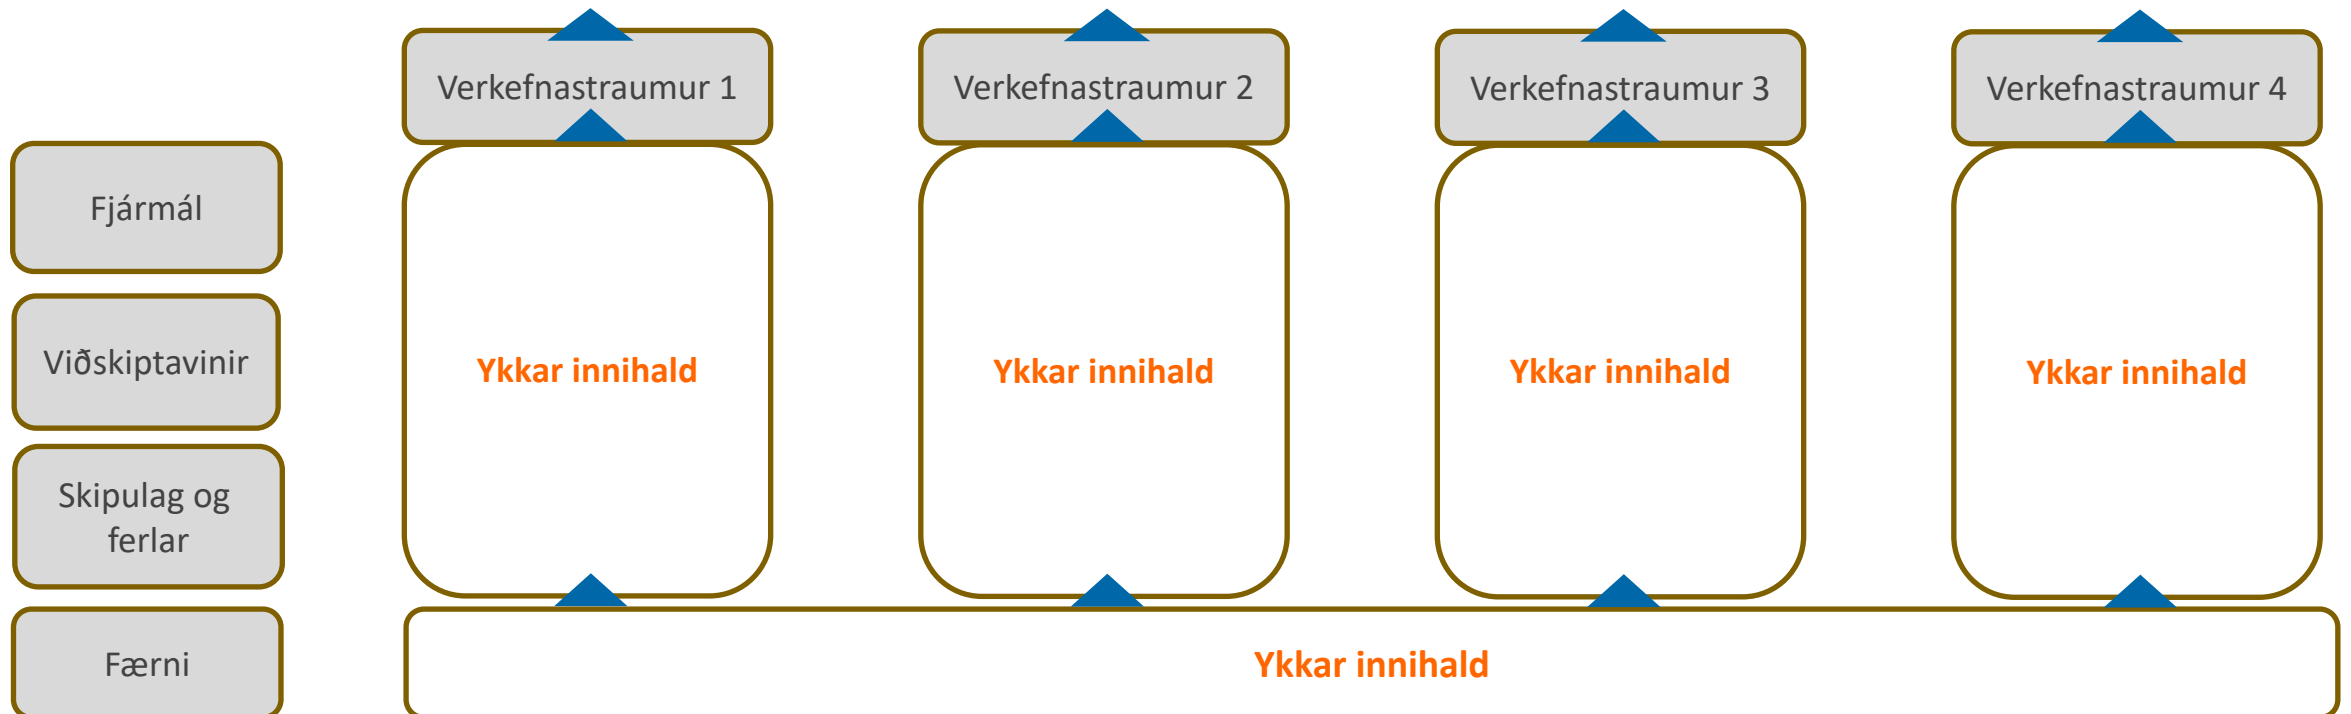 Verkefnastraumur 1
Verkefnastraumur 2
Verkefnastraumur 3
Verkefnastraumur 4
Fjármál
Viðskiptavinir
Ykkar innihald
Ykkar innihald
Ykkar innihald
Ykkar innihald
Skipulag og
ferlar
Færni
Ykkar innihald